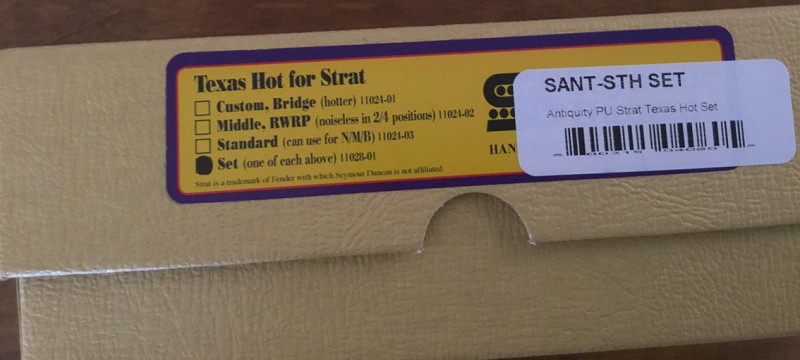 Texas Hot for Strat
Custom, Bridge (hotter) 11024-01
Middle, RWRP (noiseless in 2/4 positions) 11024-02
Standard (can use for N/M/B) 11024-03
Set (one of each above) 11028-01
Strat is a trademark of Fender with which Seymour Duncan is not affiliated.
HAN
SANT-STH SET
Antiquity PU Strat Texas Hot Set